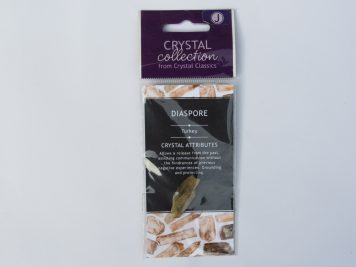 J
CRYSTAL
collection
from Crystal Classics
DIASPORE
Turkey
CRYSTAL ATTRIBUTES
Allows a release from the past,
allowing communication without
the hindrances of previous
negative experiences. Grounding
and protecting.